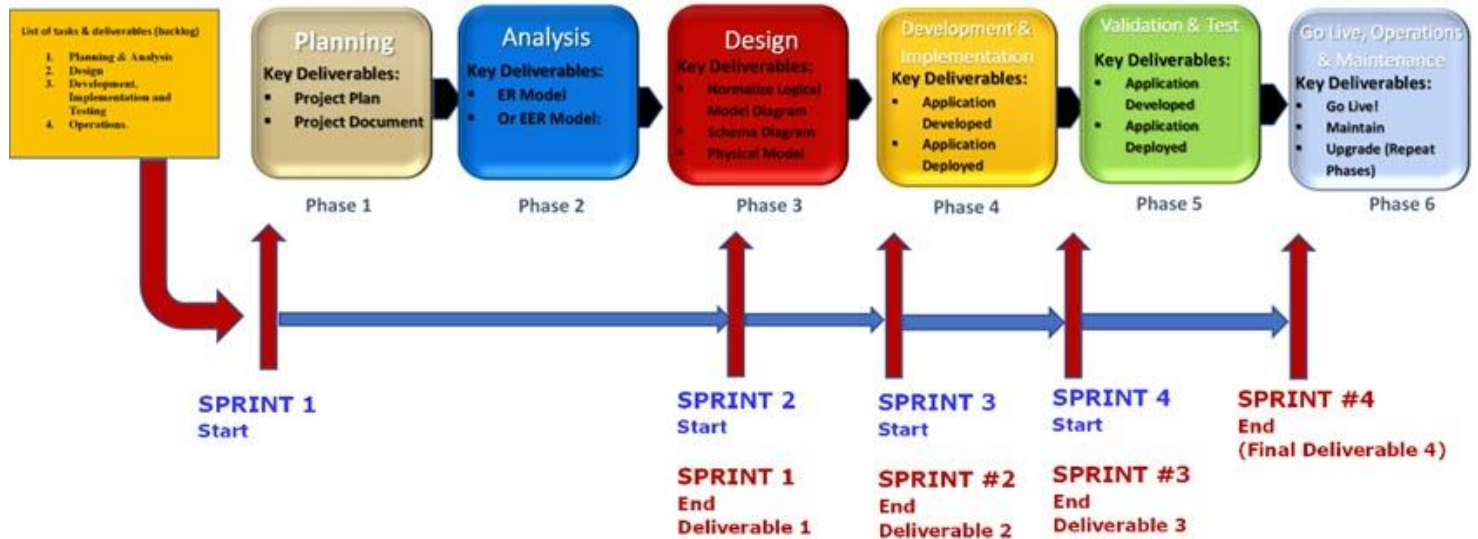 List of tasks & deliverables (backlog)
1. Planning & Analysis
2. Design
3. Development,
Implementation and
Testing
4. Operations.
Planning
Key Deliverables:
▪ Project Plan
▪ Project Document
Phase 1
Analysis
Key Deliverables:
▪ ER Model
▪ Or EER Model:
Phase 2
Design
Key Deliverables:
▪ Normalize Logical
Model Diagram
▪ Schema Diagram
▪ Physical Model
Phase 3
Development &
Implementation
Key Deliverables:
▪ Application
Developed
▪ Application
Deployed
Phase 4
Validation & Test
Key Deliverables:
▪ Application
Developed
▪ Application
Deployed
Phase 5
Go Live, Operations
& Maintenance
Key Deliverables:
▪ Go Live!
▪ Maintain
▪ Upgrade (Repeat
Phases)
Phase 6
SPRINT 1
Start
SPRINT 2
Start
SPRINT 1
End
Deliverable 1
SPRINT 3
Start
SPRINT #2
End
Deliverable 2
SPRINT 4
Start
SPRINT #3
End
Deliverable 3
SPRINT #4
End
(Final Deliverable 4)